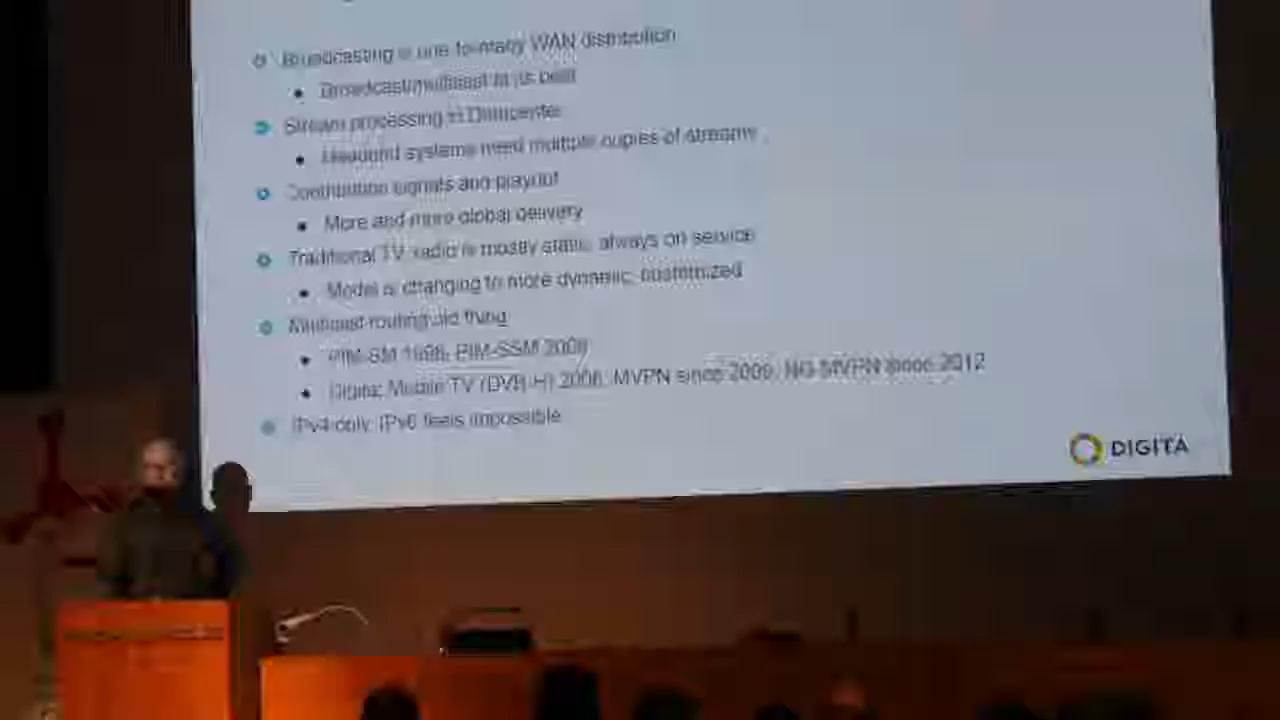 Broadcasting is one-to-many WAN distribution
Broadcast/multicast at its best
Stream processing in Datacenter
Headend systems need multiple copies of streams
Contribution signals and playout
More and more global delivery
Traditional TV, radio is mostly static, always on service
Model is changing to more dynamic, customized
Multicast routing old thing
PIM-SM PIM-SSM
Digita: Mobile TV (DVB-H) 2006, MVPN since 2009, NG-MVPN since 2012
IPv4 only, IPv6 feels impossible
DIGITA